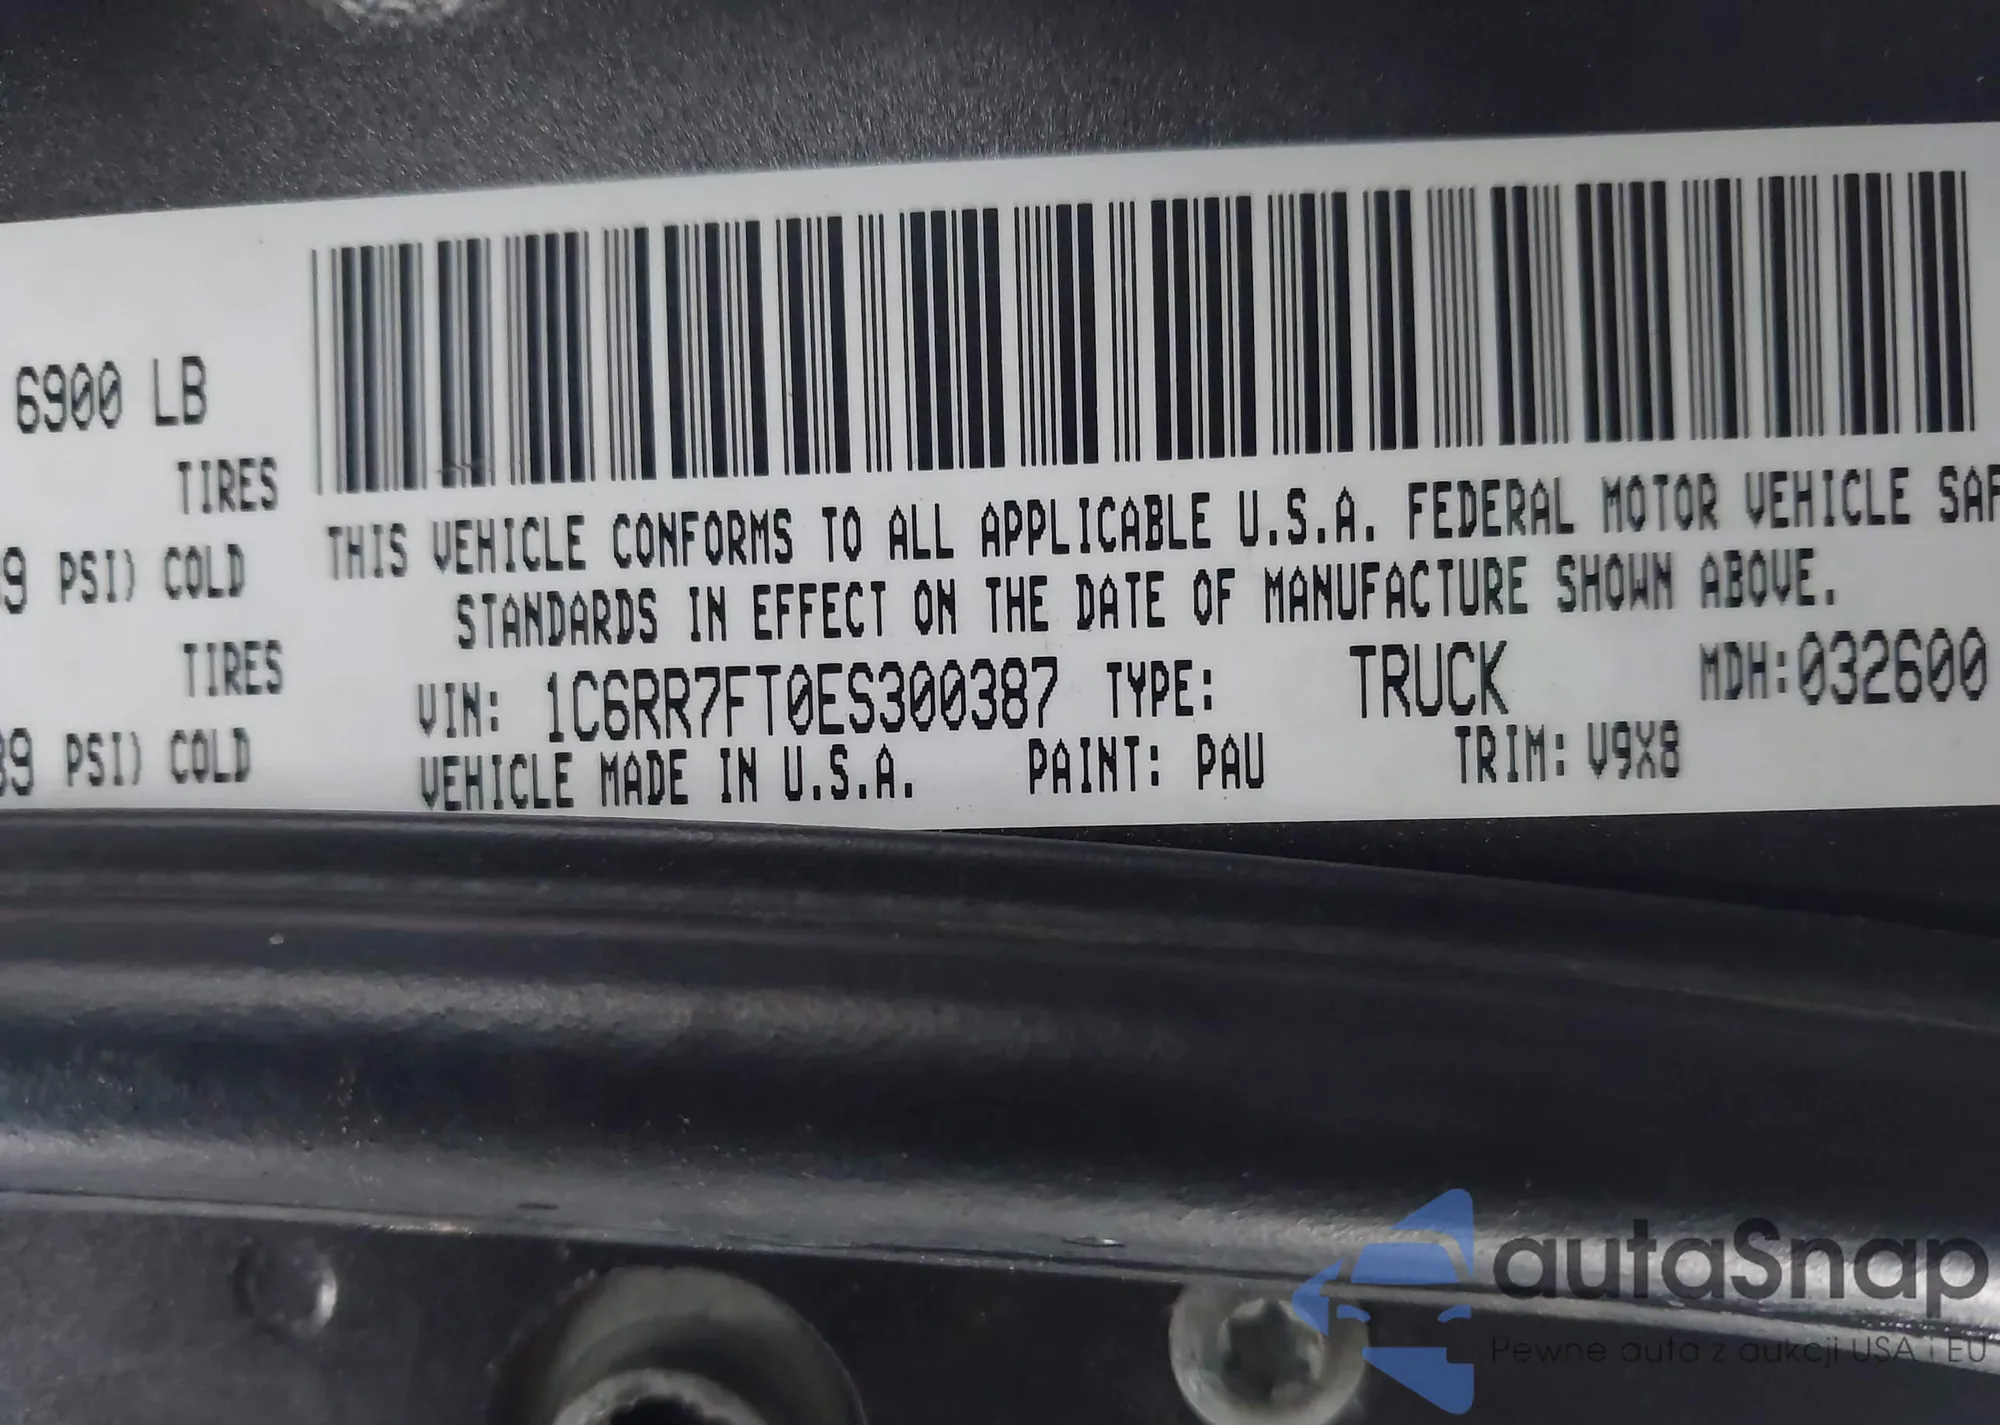 6900 LB
TIRES
PSI) COLD
TIRES
PSI) COLD
THIS VEHICLE CONFORMS TO ALL APPLICABLE U.S.A. FEDERAL MOTOR VEHICLE SAF
STANDARDS IN EFFECT ON THE DATE OF MANUFACTURE SHOWN ABOVE.
VIN: 1C6RR7FT0ES300387 TYPE: TRUCK MDH:032600
VEHICLE MADE IN U.S.A. PAINT: PAU TRIM: V9X8
autaSnap
Pewne auta z aukcji USA i EU